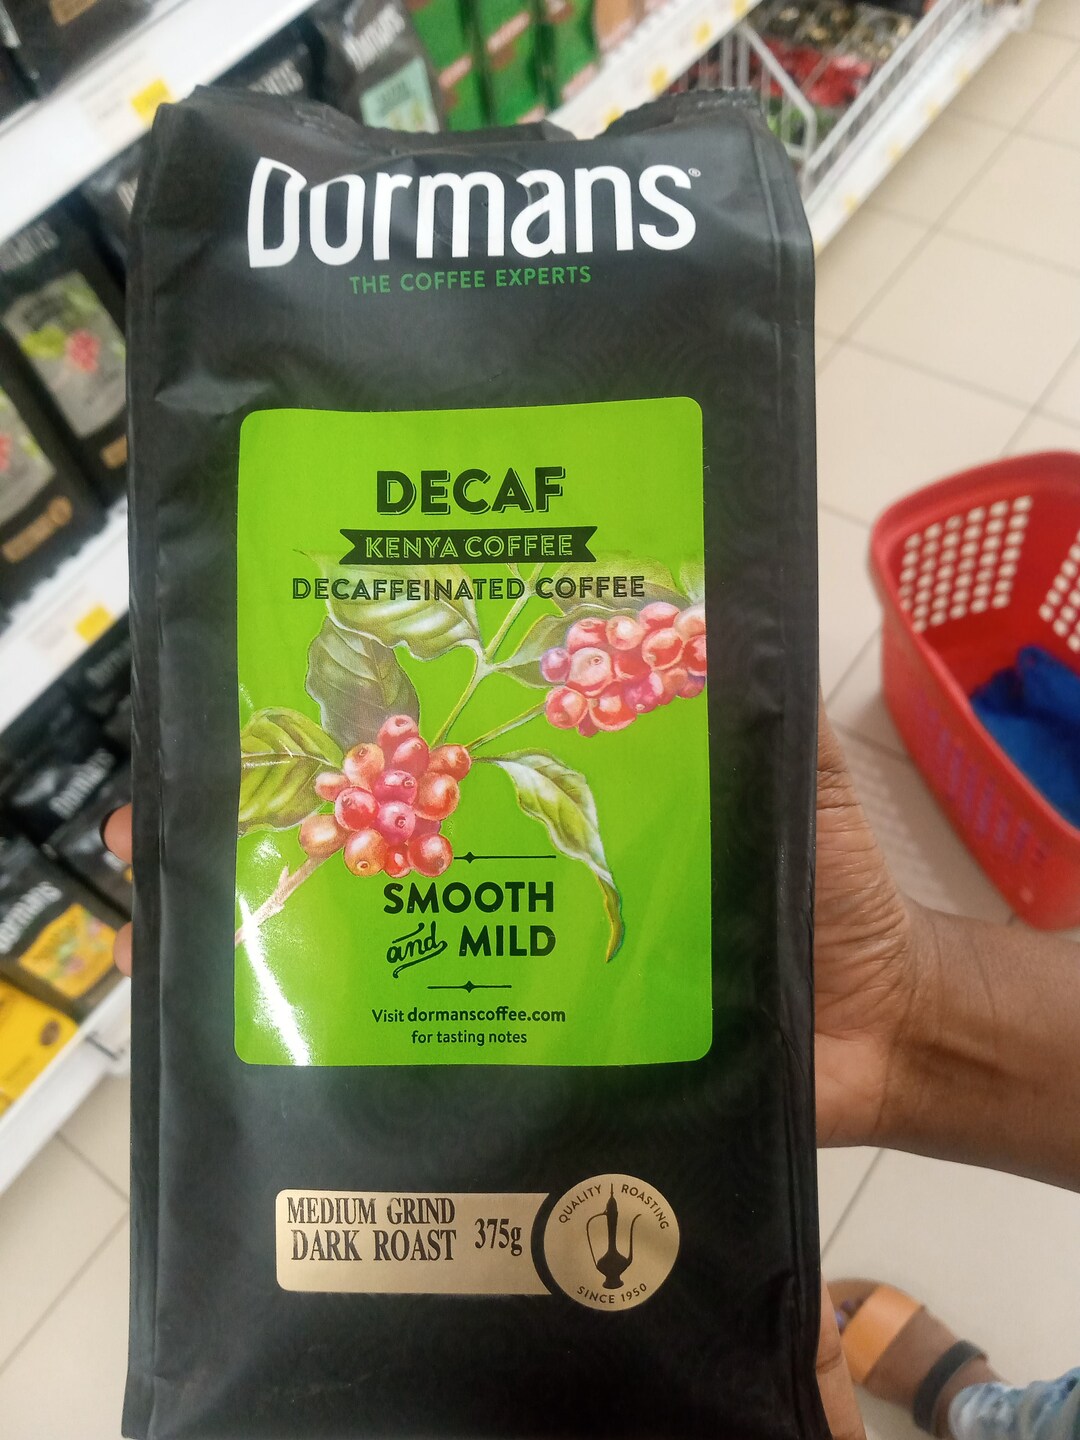 Dormans®
THE COFFEE EXPERTS
DECAF
KENYA COFFEE
DECAFFEINATED COFFEE
SMOOTH
and MILD
Visit dormanscoffee.com
for tasting notes
MEDIUM GRIND
DARK ROAST
375g
QUALITY ROASTING
SINCE 1950